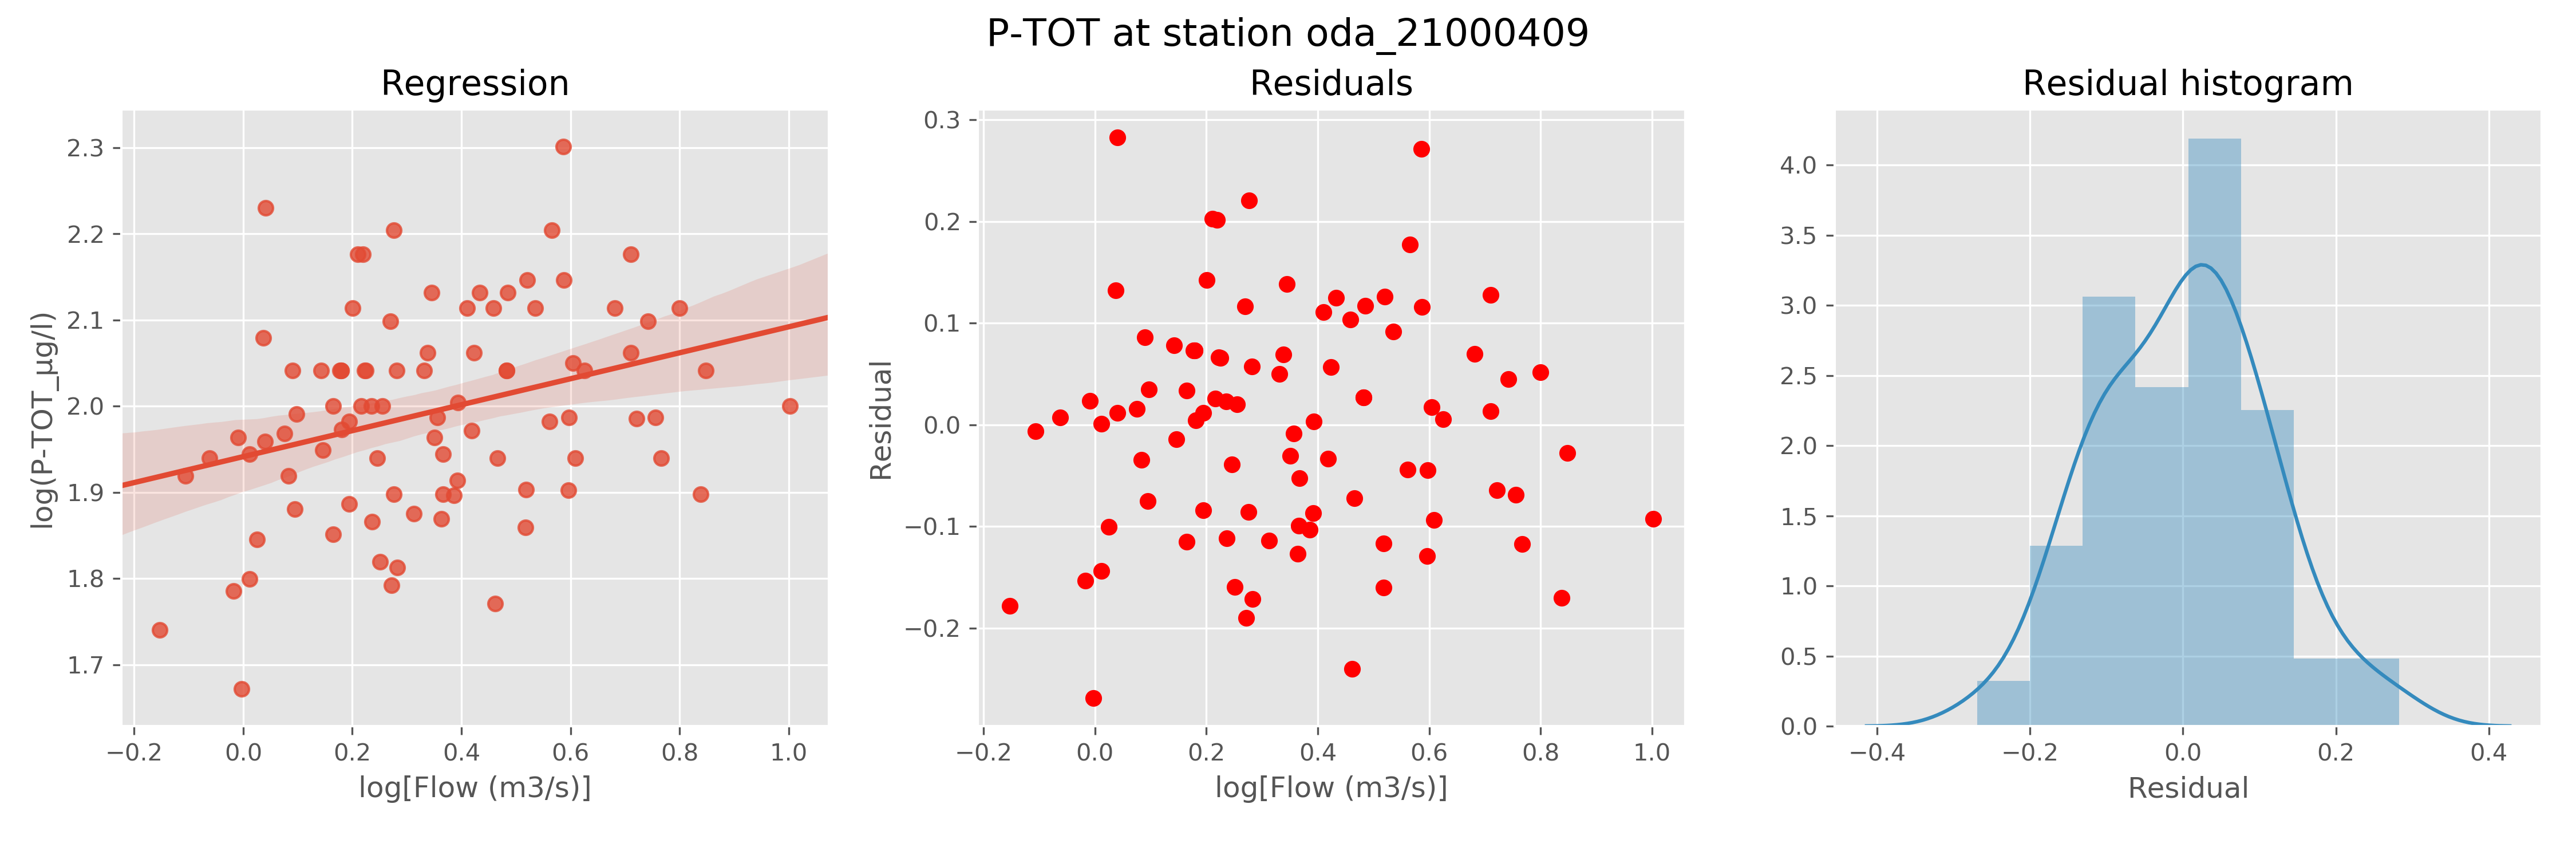 P-TOT at station oda_21000409
Regression
2.3
2.2
2.1
2.0
1.9
1.8
1.7
log(P-TOT_µg/l)
−0.2 0.0 0.2 0.4 0.6 0.8 1.0
log[Flow (m3/s)]
Residuals
0.3
0.2
0.1
0.0
−0.1
−0.2
Residual
−0.2 0.0 0.2 0.4 0.6 0.8 1.0
log[Flow (m3/s)]
Residual histogram
4.0
3.5
3.0
2.5
2.0
1.5
1.0
0.5
0.0
−0.4 −0.2 0.0 0.2 0.4
Residual